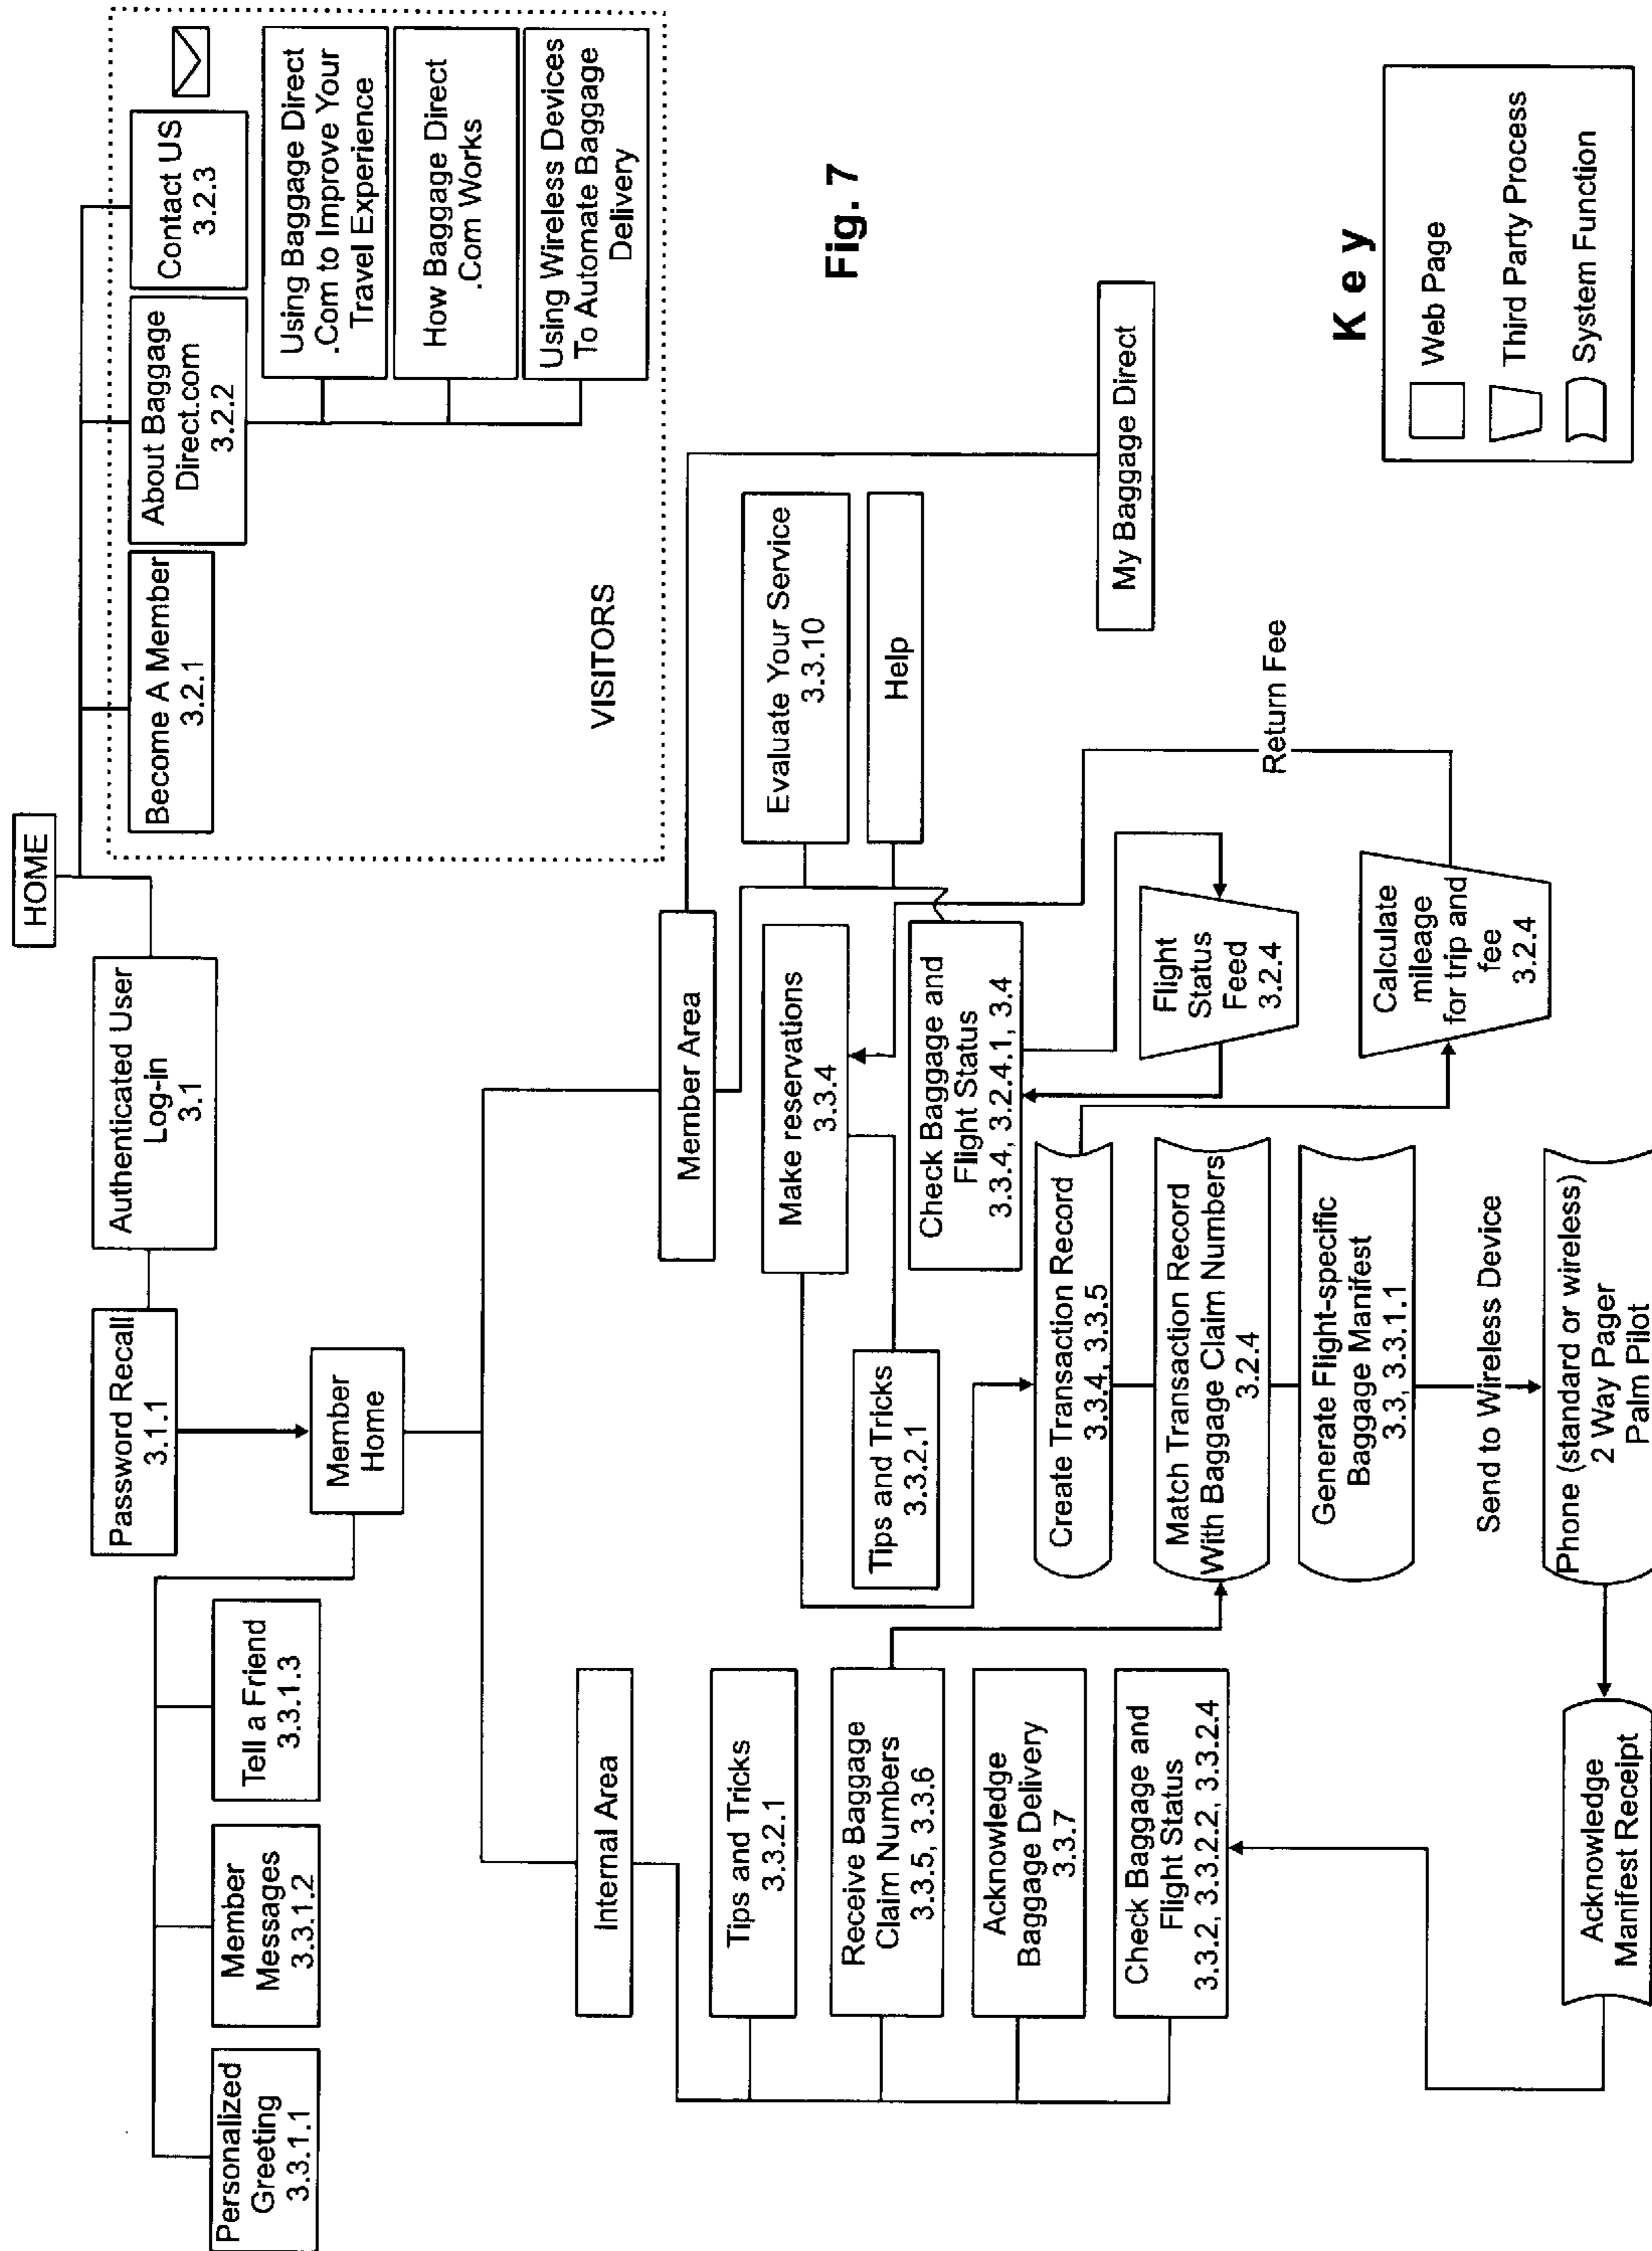 HOME
Personalized
Greeting
3.3.1.1
Member
Messages
3.3.1.2
Tell a Friend
3.3.1.3
Password Recall
3.1.1
Authenticated User
Log-in
3.1
Become A Member
3.2.1
About Baggage
Direct.com
3.2.2
Contact US
3.2.3
Using Baggage Direct
.Com to Improve Your
Travel Experience
How Baggage Direct
.Com Works
Using Wireless Devices
To Automate Baggage
Delivery
VISITORS
Member
Home
Internal Area
Tips and Tricks
3.3.2.1
Receive Baggage
Claim Numbers
3.3.5, 3.3.6
Acknowledge
Baggage Delivery
3.3.7
Check Baggage and
Flight Status
3.3.2, 3.3.2.2, 3.3.2.4
Member Area
Make reservations
3.3.4
Evaluate Your Service
3.3.10
Help
Tips and Tricks
3.3.2.1
Check Baggage and
Flight Status
3.3.4, 3.2.4.1, 3.4
My Baggage Direct
Create Transaction Record
3.3.4, 3.3.5
Match Transaction Record
With Baggage Claim Numbers
3.2.4
Generate Flight-specific
Baggage Manifest
3.3, 3.3.1.1
Flight
Status
Feed
3.2.4
Calculate
mileage
for trip and
fee
3.2.4
Return Fee
Send to Wireless Device
Phone (standard or wireless)
2 Way Pager
Palm Pilot
Acknowledge
Manifest Receipt
Fig. 7
Key
Web Page
Third Party Process
System Function